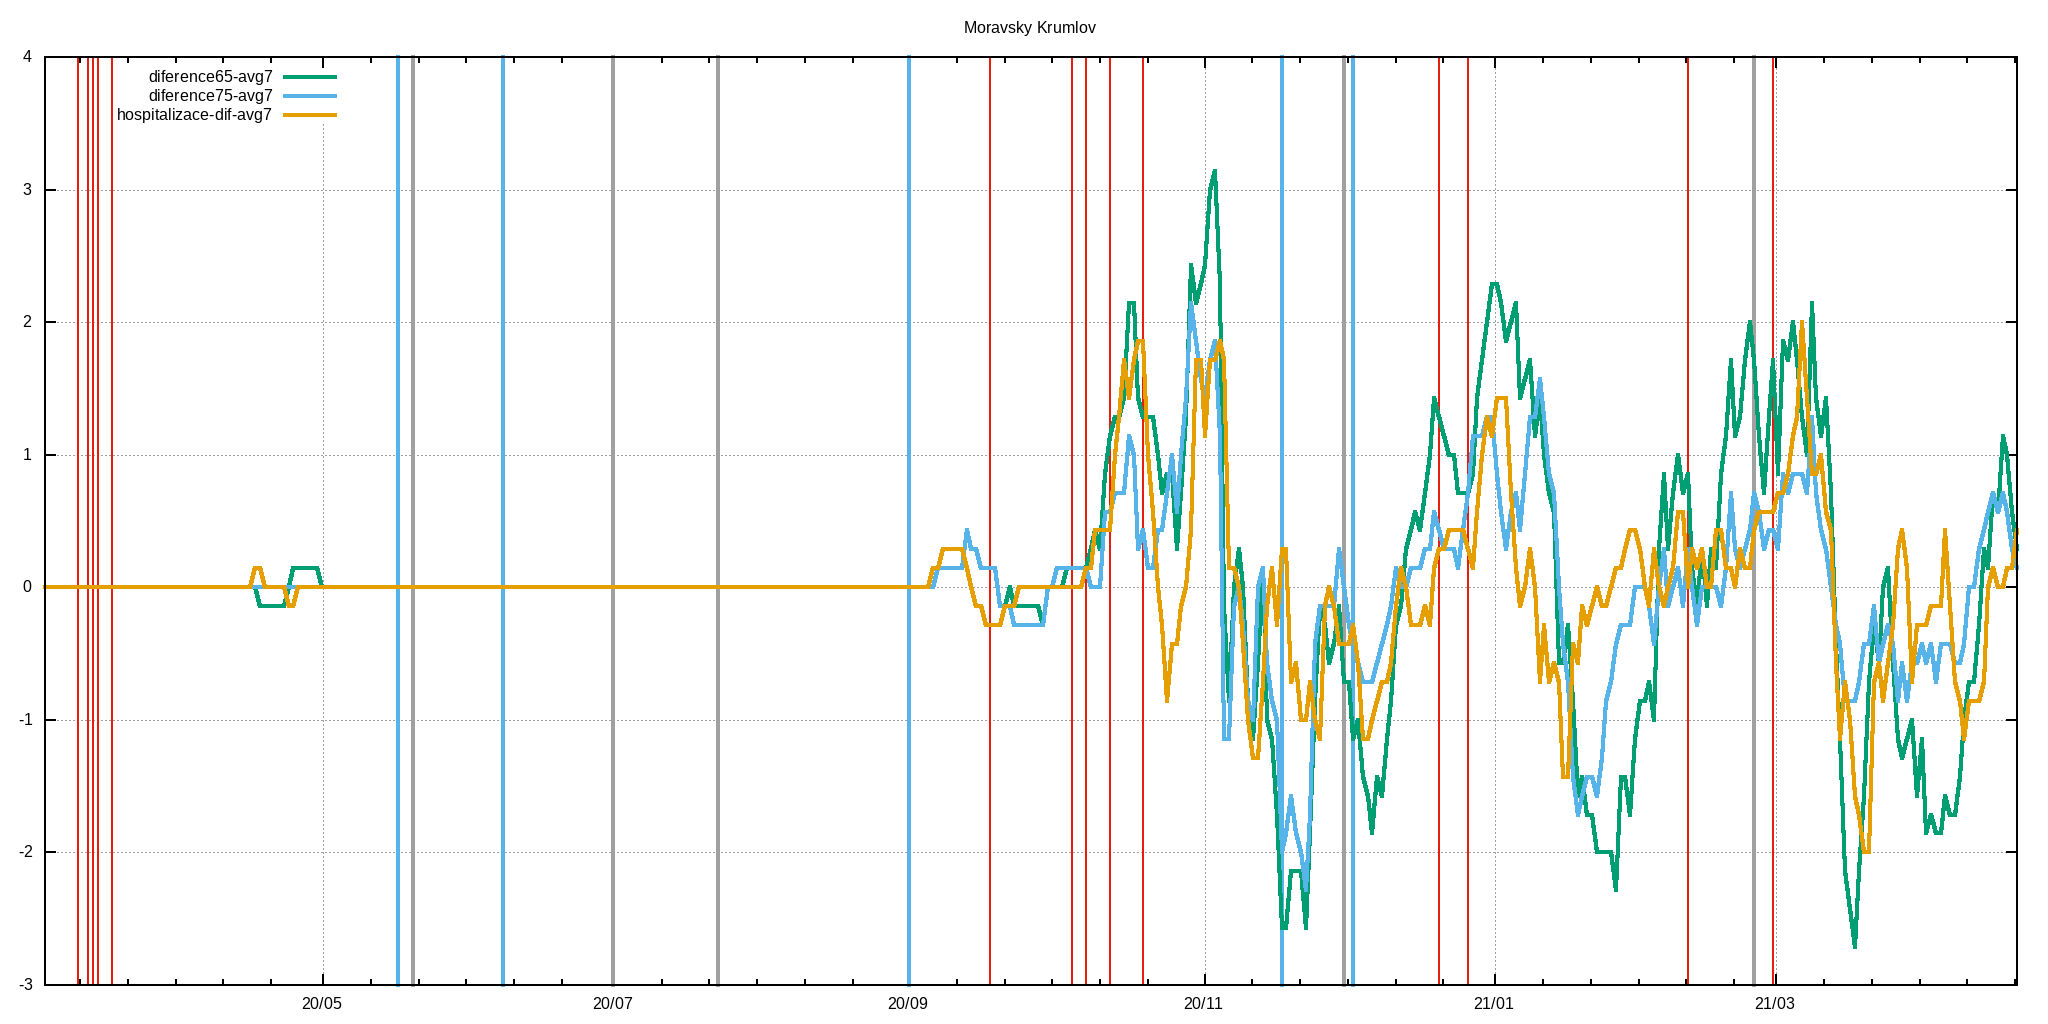 Moravsky Krumlov
4
diference65-avg7
diference75-avg7
hospitalizace-dif-avg7
3
2
1
0
-1
-2
-3
20/05 20/07 20/09 20/11 21/01 21/03